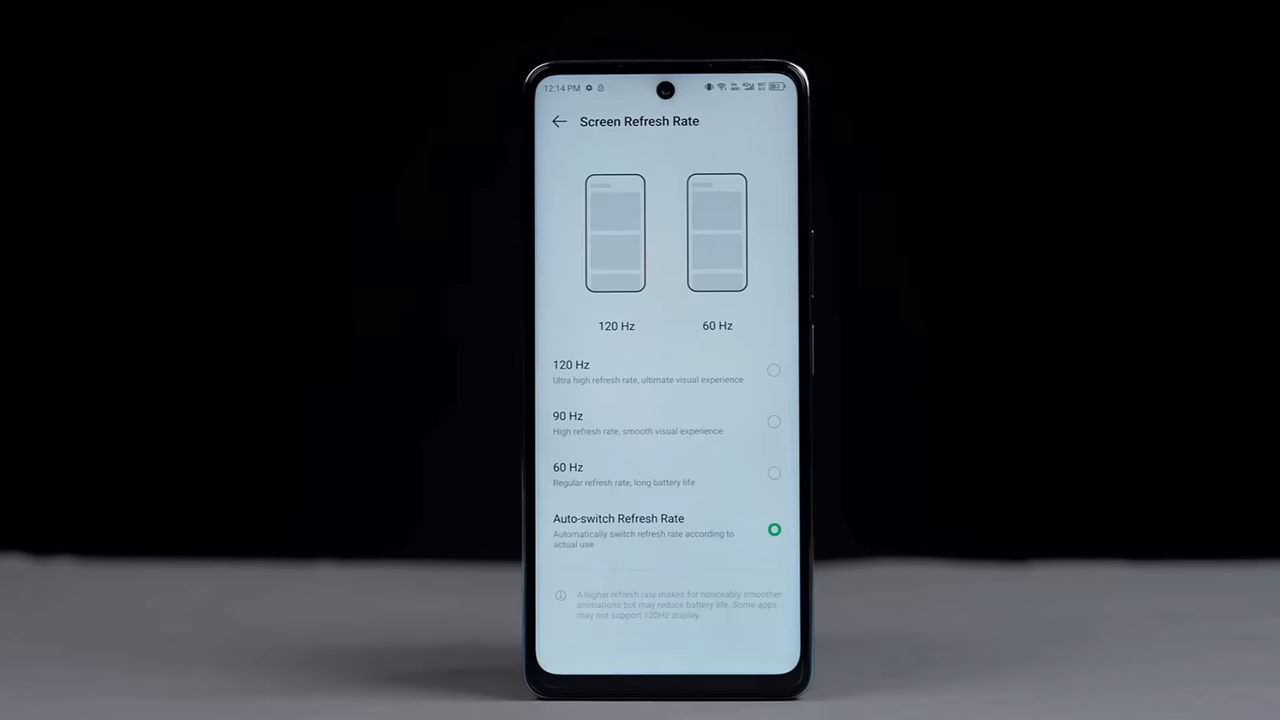 12:14 PM
Screen Refresh Rate
120 Hz
60 Hz
120 Hz
Ultra high refresh rate, ultimate visual experience
90 Hz
High refresh rate, smooth visual experience
60 Hz
Regular refresh rate, long battery life
Auto-switch Refresh Rate
Automatically switch refresh rate according to
actual use
A higher refresh rate makes for noticeably smoother
animations but may reduce battery life. Some apps
may not support 120Hz display.